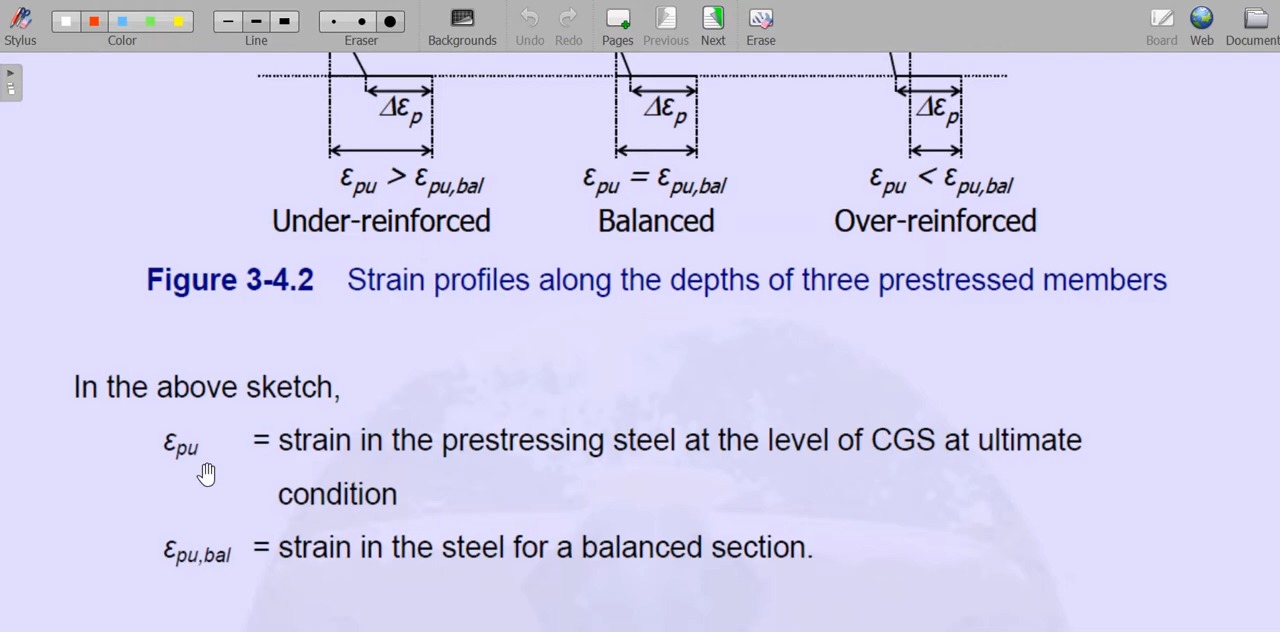 Stylus Color Line Eraser Backgrounds Undo Redo Pages Previous Next Erase Board Web Document
Δεp Δεp Δεp
εpu > εpu,bal εpu = εpu,bal εpu < εpu,bal
Under-reinforced Balanced Over-reinforced
Figure 3-4.2 Strain profiles along the depths of three prestressed members
In the above sketch,
εpu = strain in the prestressing steel at the level of CGS at ultimate
condition
εpu,bal = strain in the steel for a balanced section.